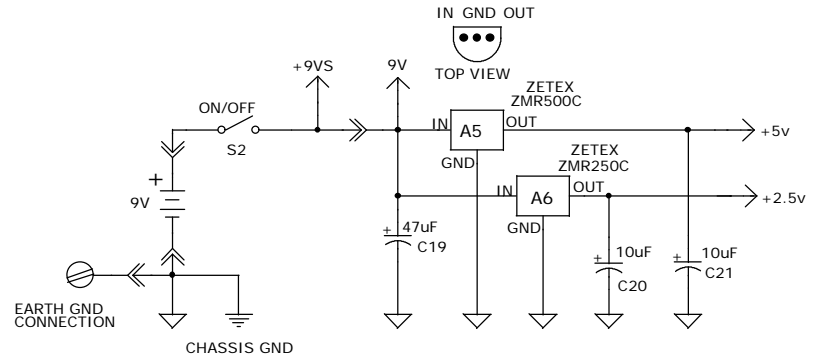 IN GND OUT
TOP VIEW
+9VS
9V
ZETEX
ZMR500C
ON/OFF
S2
IN
A5
OUT
GND
+5v
ZETEX
ZMR250C
+
9V
IN
A6
OUT
GND
+2.5v
+
47uF
C19
+
10uF
C20
+
10uF
C21
EARTH GND
CONNECTION
CHASSIS GND